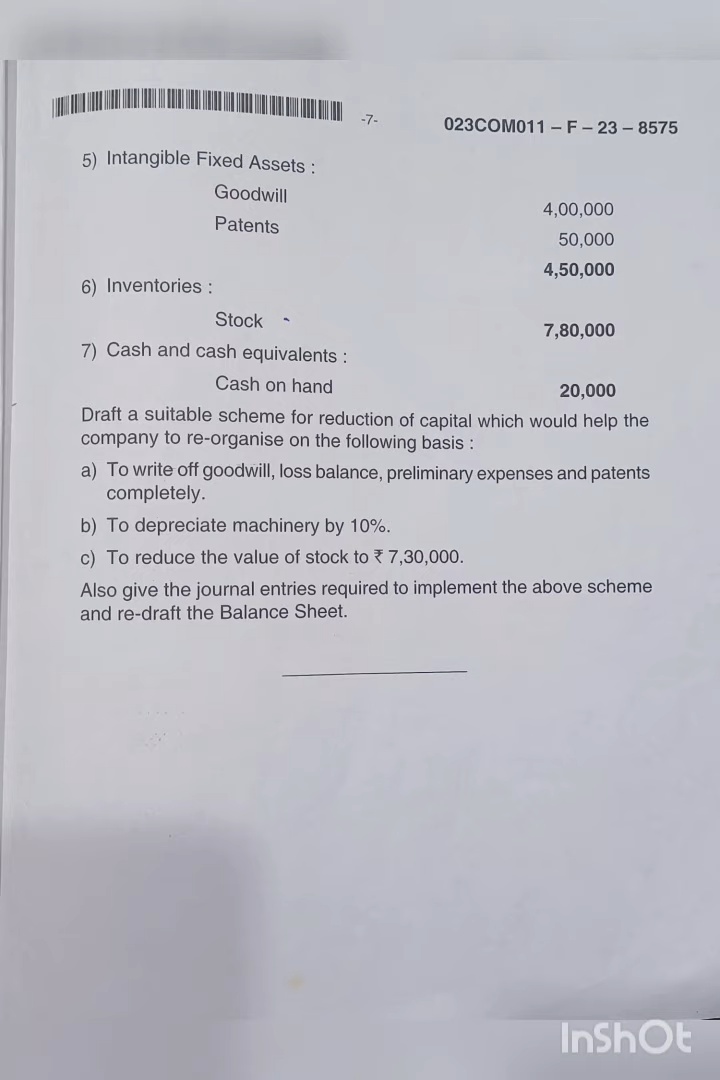 -7-
023COM011 – F – 23 – 8575
5) Intangible Fixed Assets :
Goodwill 4,00,000
Patents 50,000
4,50,000
6) Inventories :
Stock 7,80,000
7) Cash and cash equivalents :
Cash on hand 20,000
Draft a suitable scheme for reduction of capital which would help the
company to re-organise on the following basis :
a) To write off goodwill, loss balance, preliminary expenses and patents
completely.
b) To depreciate machinery by 10%.
c) To reduce the value of stock to ₹ 7,30,000.
Also give the journal entries required to implement the above scheme
and re-draft the Balance Sheet.
InShOt